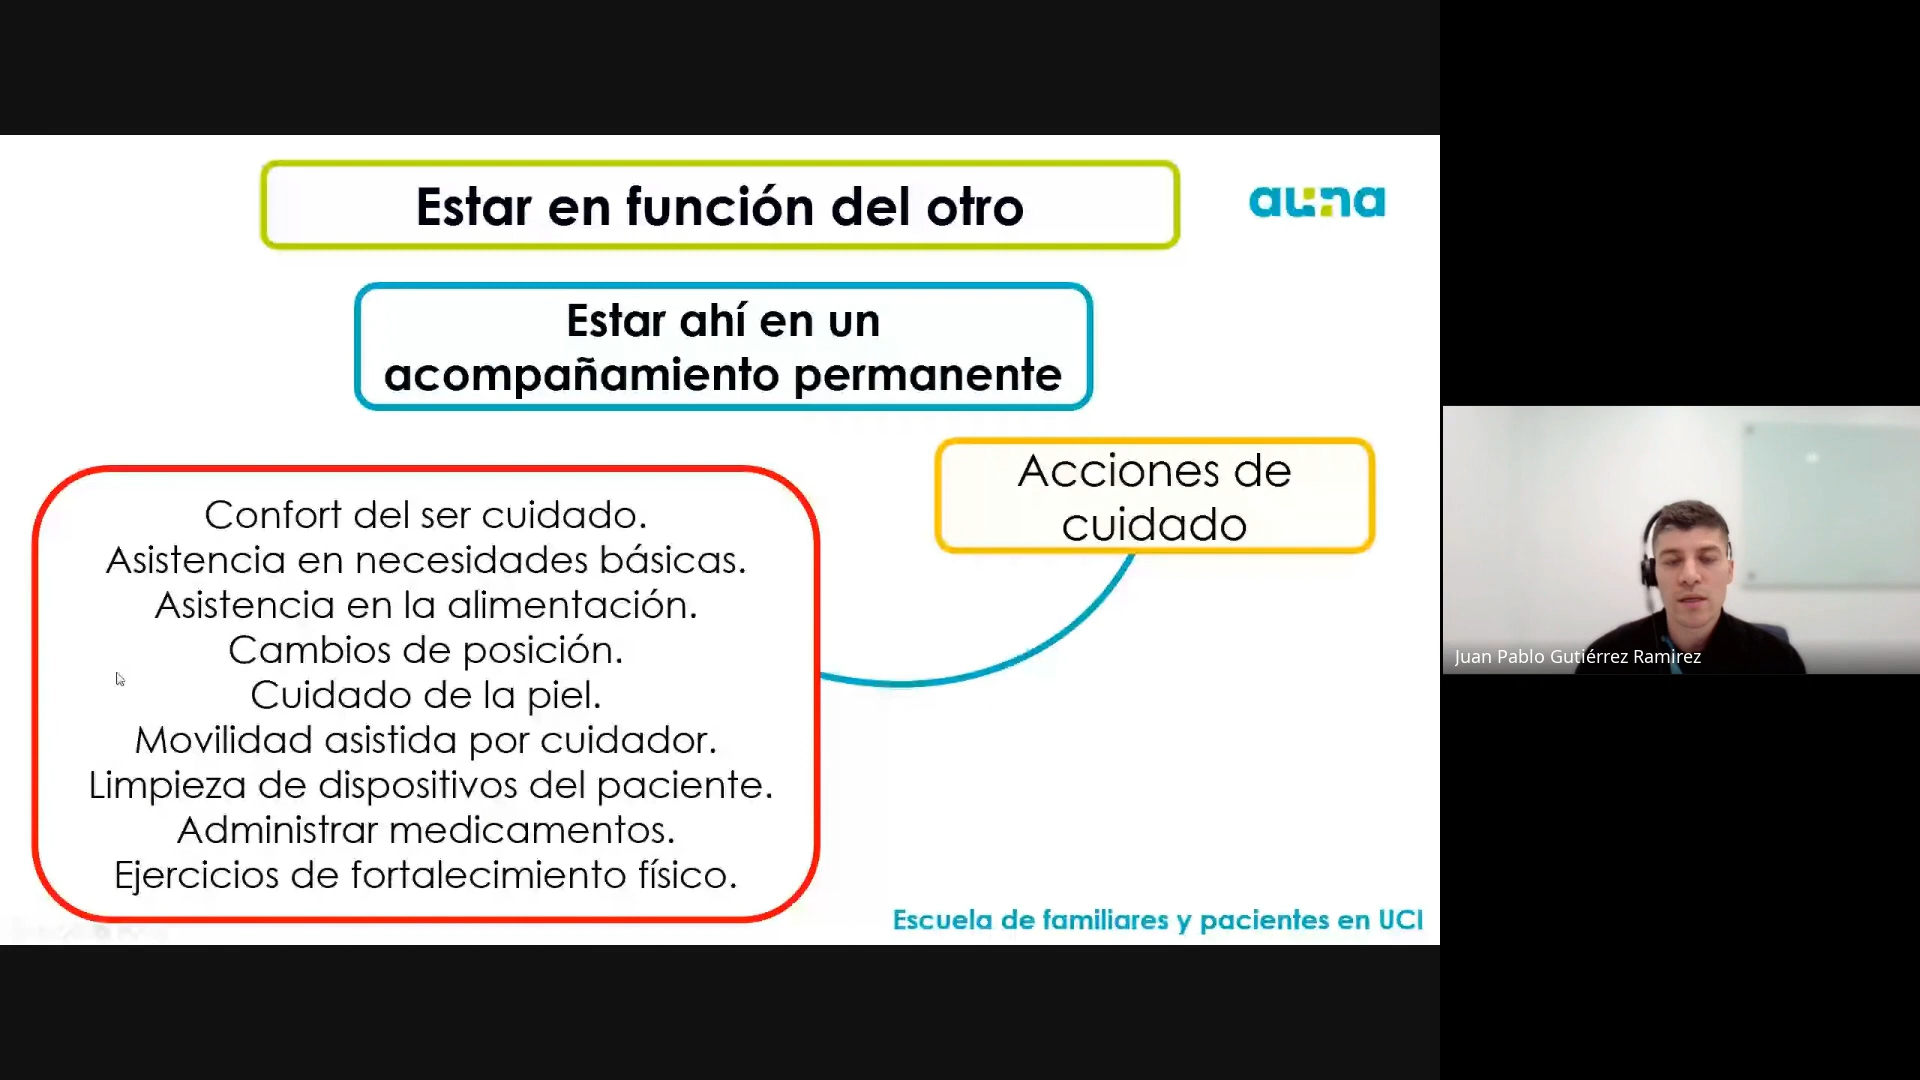 Estar en función del otro
auna
Estar ahí en un
acompañamiento permanente
Acciones de
cuidado
Confort del ser cuidado.
Asistencia en necesidades básicas.
Asistencia en la alimentación.
Cambios de posición.
Cuidado de la piel.
Movilidad asistida por cuidador.
Limpieza de dispositivos del paciente.
Administrar medicamentos.
Ejercicios de fortalecimiento físico.
Escuela de familiares y pacientes en UCI
Juan Pablo Gutiérrez Ramirez